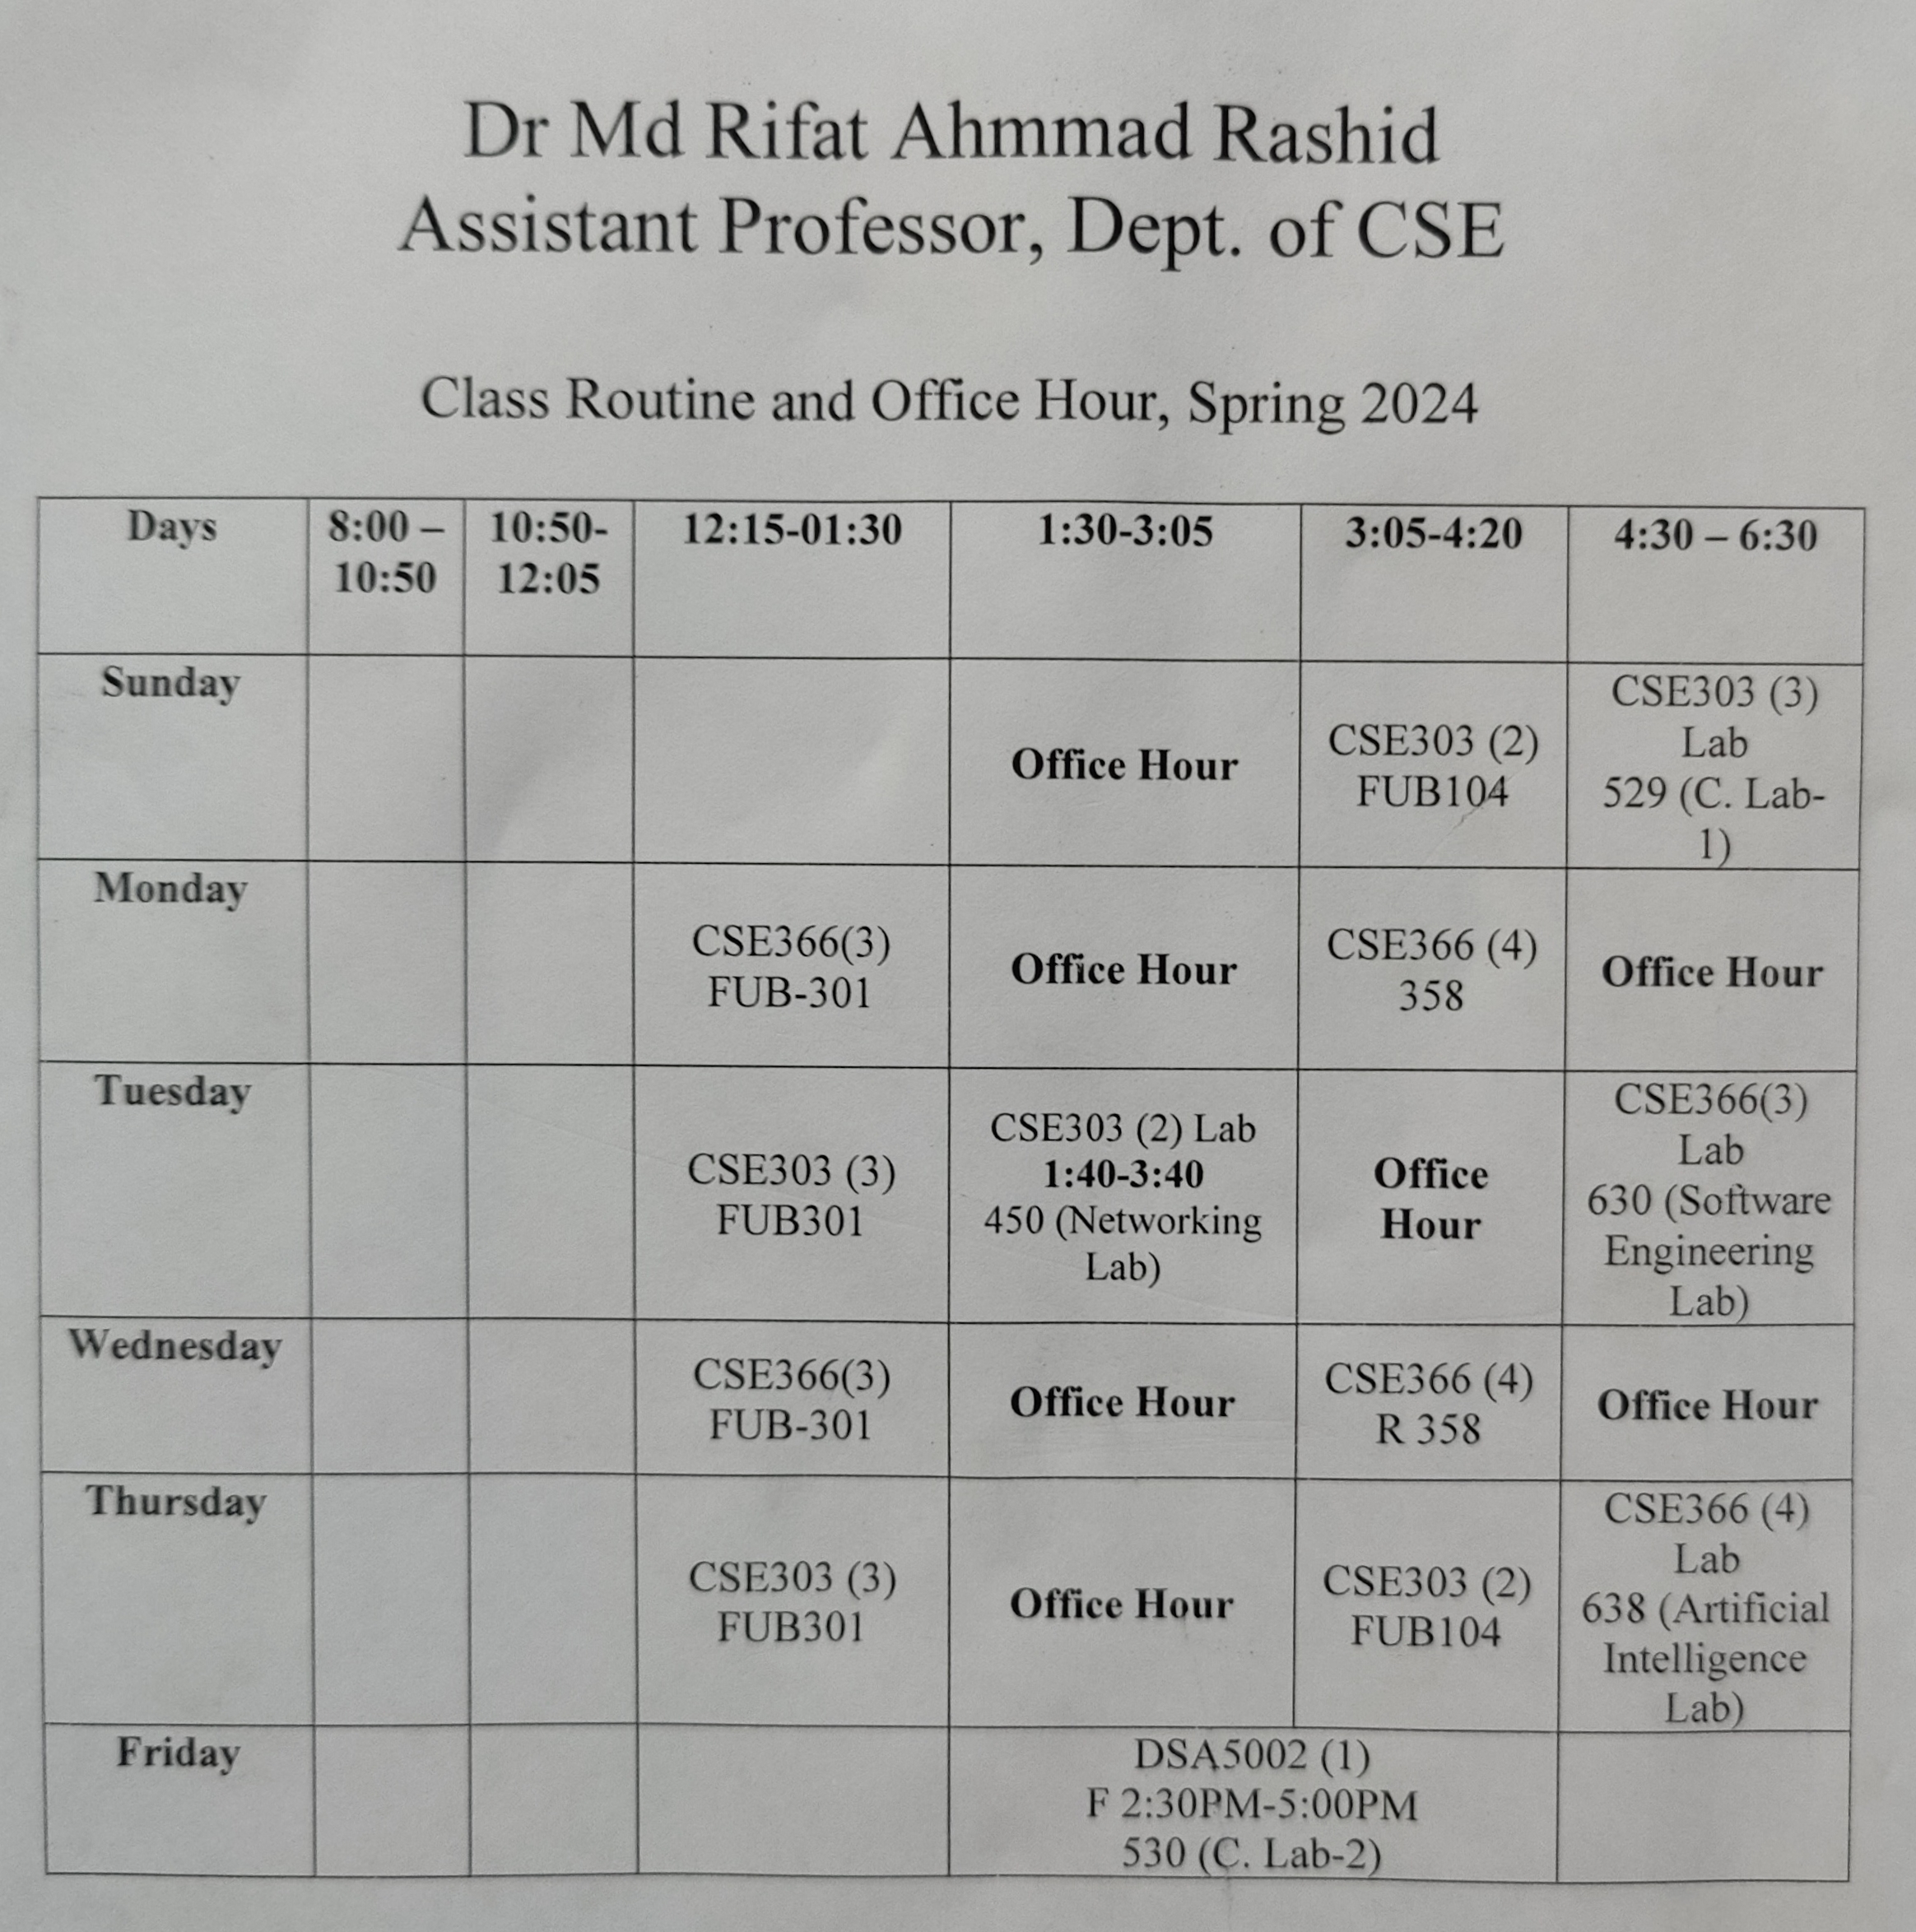 Dr Md Rifat Ahmmad Rashid
Assistant Professor, Dept. of CSE
Class Routine and Office Hour, Spring 2024
Days
8:00 –
10:50
10:50-
12:05
12:15-01:30
1:30-3:05
3:05-4:20
4:30 – 6:30
Sunday
Office Hour
CSE303 (2)
FUB104
CSE303 (3)
Lab
529 (C. Lab-
1)
Monday
CSE366(3)
FUB-301
Office Hour
CSE366 (4)
358
Office Hour
Tuesday
CSE303 (3)
FUB301
CSE303 (2) Lab
1:40-3:40
450 (Networking
Lab)
Office
Hour
CSE366(3)
Lab
630 (Software
Engineering
Lab)
Wednesday
CSE366(3)
FUB-301
Office Hour
CSE366 (4)
R 358
Office Hour
Thursday
CSE303 (3)
FUB301
Office Hour
CSE303 (2)
FUB104
CSE366 (4)
Lab
638 (Artificial
Intelligence
Lab)
Friday
DSA5002 (1)
F 2:30PM-5:00PM
530 (C. Lab-2)